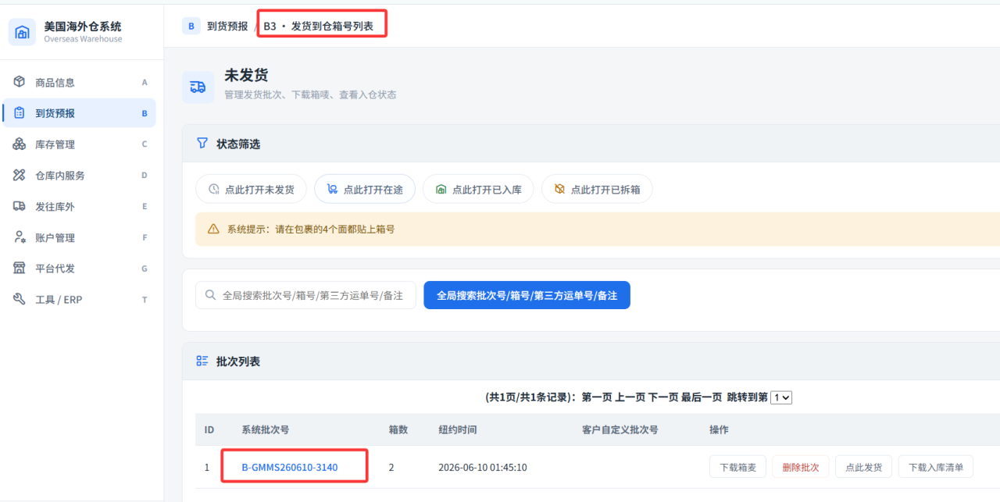 美国海外仓系统
Overseas Warehouse
商品信息 A
到货预报 B
库存管理 C
仓库内服务 D
发往库外 E
账户管理 F
平台代发 G
工具 / ERP T
B 到货预报 / B3 · 发货到仓箱号列表
未发货
管理发货批次、下载箱唛、查看入仓状态
状态筛选
点此打开未发货 点此打开在途 点此打开已入库 点此打开已拆箱
系统提示：请在包裹的4个面都贴上箱号
全局搜索批次号/箱号/第三方运单号/备注 全局搜索批次号/箱号/第三方运单号/备注
批次列表
(共1页/共1条记录)：第一页 上一页 下一页 最后一页 跳转到第 1
ID 系统批次号 箱数 纽约时间 客户自定义批次号 操作
1 B-GMMS260610-3140 2 2026-06-10 01:45:10 下载箱麦 删除批次 点此发货 下载入库清单